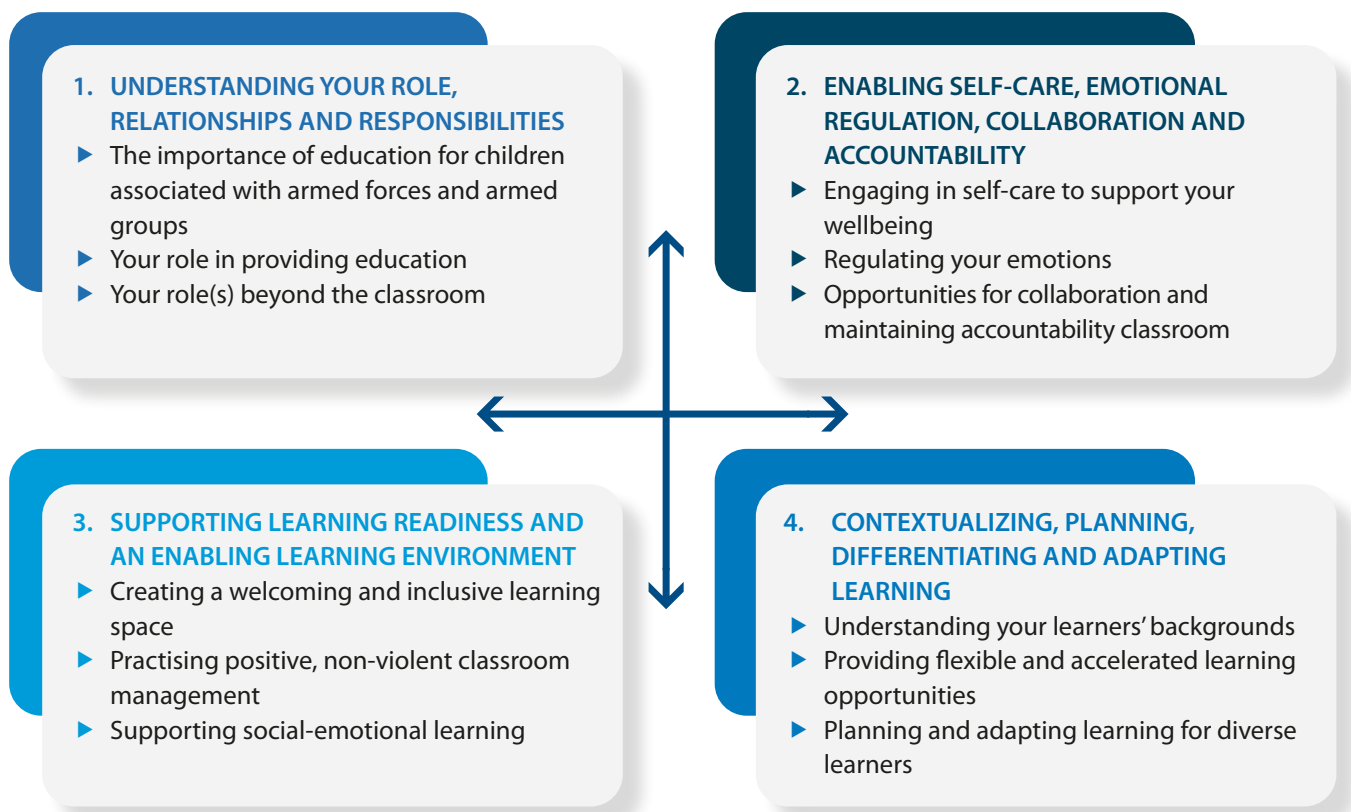 1. UNDERSTANDING YOUR ROLE,
RELATIONSHIPS AND RESPONSIBILITIES
▶ The importance of education for children
associated with armed forces and armed
groups
▶ Your role in providing education
▶ Your role(s) beyond the classroom
2. ENABLING SELF-CARE, EMOTIONAL
REGULATION, COLLABORATION AND
ACCOUNTABILITY
▶ Engaging in self-care to support your
wellbeing
▶ Regulating your emotions
▶ Opportunities for collaboration and
maintaining accountability classroom
3. SUPPORTING LEARNING READINESS AND
AN ENABLING LEARNING ENVIRONMENT
▶ Creating a welcoming and inclusive learning
space
▶ Practising positive, non-violent classroom
management
▶ Supporting social-emotional learning
4. CONTEXTUALIZING, PLANNING,
DIFFERENTIATING AND ADAPTING
LEARNING
▶ Understanding your learners’ backgrounds
▶ Providing flexible and accelerated learning
opportunities
▶ Planning and adapting learning for diverse
learners